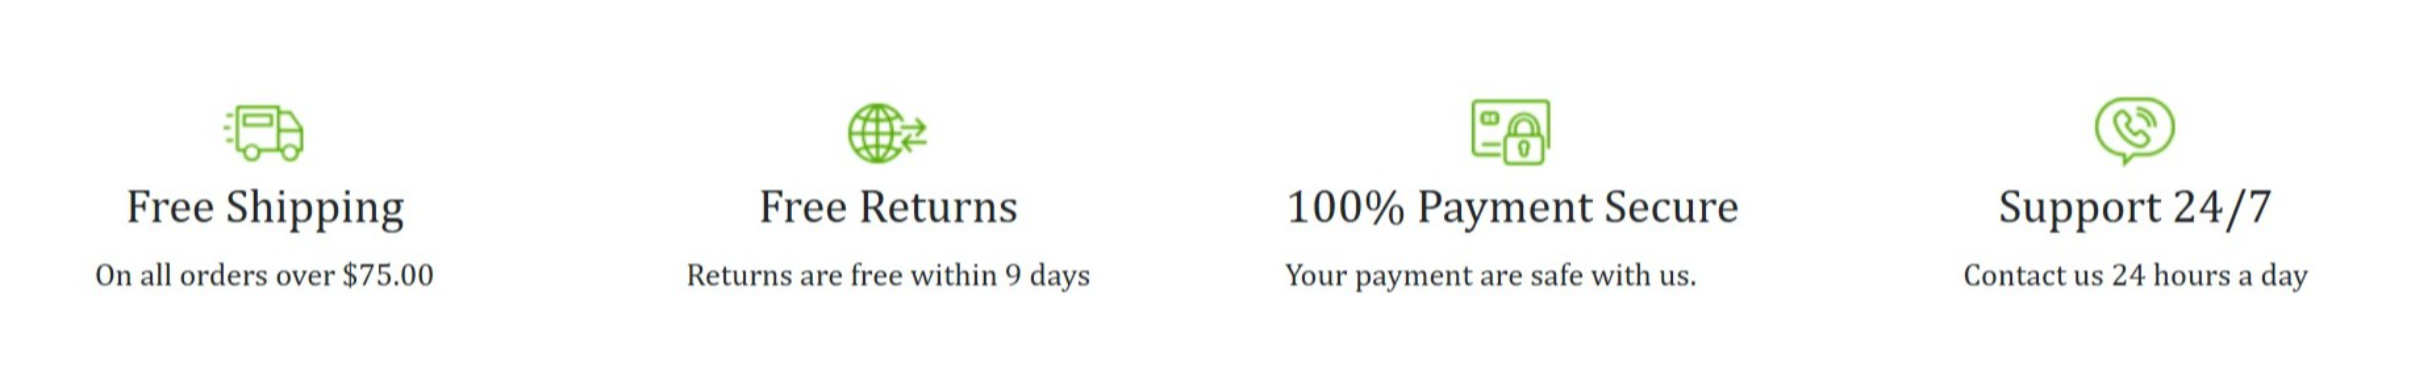 Free Shipping
On all orders over $75.00
Free Returns
Returns are free within 9 days
100% Payment Secure
Your payment are safe with us.
Support 24/7
Contact us 24 hours a day